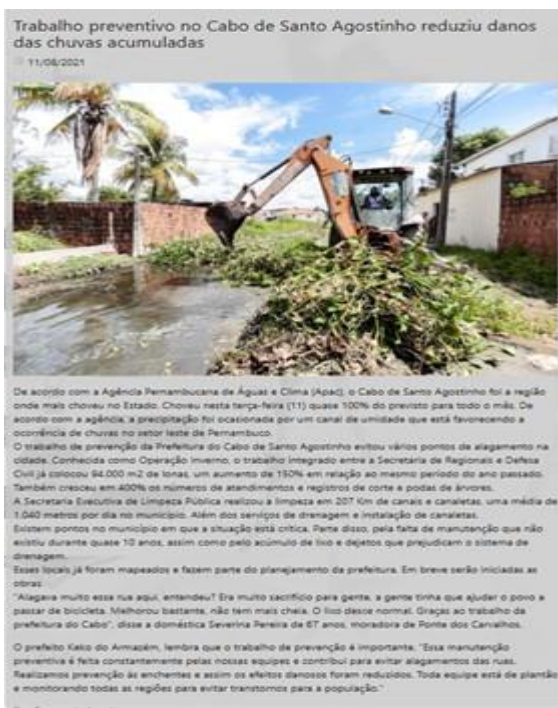 Trabalho preventivo no Cabo de Santo Agostinho reduziu danos
das chuvas acumuladas
11/08/2021
De acordo com a Agência Pernambucana de Águas e Clima (Apac), o Cabo de Santo Agostinho foi a região
onde mais choveu no Estado. Choveu nesta terça-feira (11) quase 100% do previsto para todo o mês. De
acordo com a agência, a precipitação foi ocasionada por um canal de umidade que está favorecendo a
ocorrência de chuvas no setor leste de Pernambuco.
O trabalho de prevenção da Prefeitura do Cabo de Santo Agostinho evitou vários pontos de alagamento na
cidade. Conhecida como Operação Inverno, o trabalho integrado entre a Secretaria de Regionais e Defesa
Civil já colocou 94.000 m2 de lonas, um aumento de 150% em relação ao mesmo período do ano passado.
Também cresceu em 400% os números de atendimentos e registros de corte e podas de árvores.
A Secretaria Executiva de Limpeza Pública realizou a limpeza em 207 Km de canais e canaletas, uma média de
1.040 metros por dia no município. Além dos serviços de drenagem e instalação de canaletas.
Existem pontos no município em que a situação está crítica. Parte disso, pela falta de manutenção que não
existiu durante quase 10 anos, assim como pelo acúmulo de lixo e dejetos que prejudicam o sistema de
drenagem.
Esses locais já foram mapeados e fazem parte do planejamento da prefeitura. Em breve serão iniciadas as
obras
"Alagava muito essa rua aqui, entendeu? Era muito sacrifício para gente, a gente tinha que ajudar o povo a
passar de bicicleta. Melhorou bastante, não tem mais cheia. O lixo desce normal. Graças ao trabalho da
prefeitura do Cabo", disse a doméstica Severina Pereira de 67 anos, moradora de Ponte dos Carvalhos.
O prefeito Keko do Armazém, lembra que o trabalho de prevenção é importante. "Essa manutenção
preventiva é feita constantemente pelas nossas equipes e contribui para evitar alagamentos das ruas.
Realizamos prevenção às enchentes e assim os efeitos danosos foram reduzidos. Toda equipe está de plantão
e monitorando todas as regiões para evitar transtornos para a população."